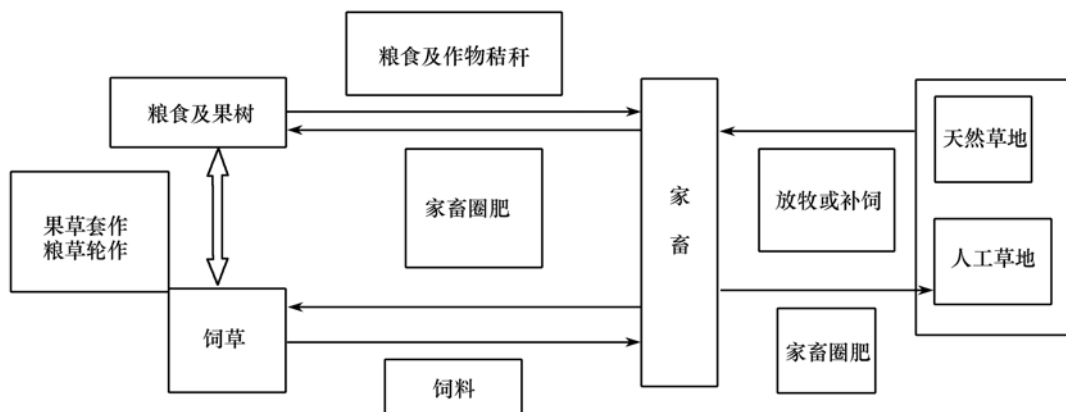 粮食及作物秸秆
粮食及果树
天然草地
家畜圈肥
家
畜
放牧或补饲
果草套作
粮草轮作
人工草地
饲草
家畜圈肥
饲料